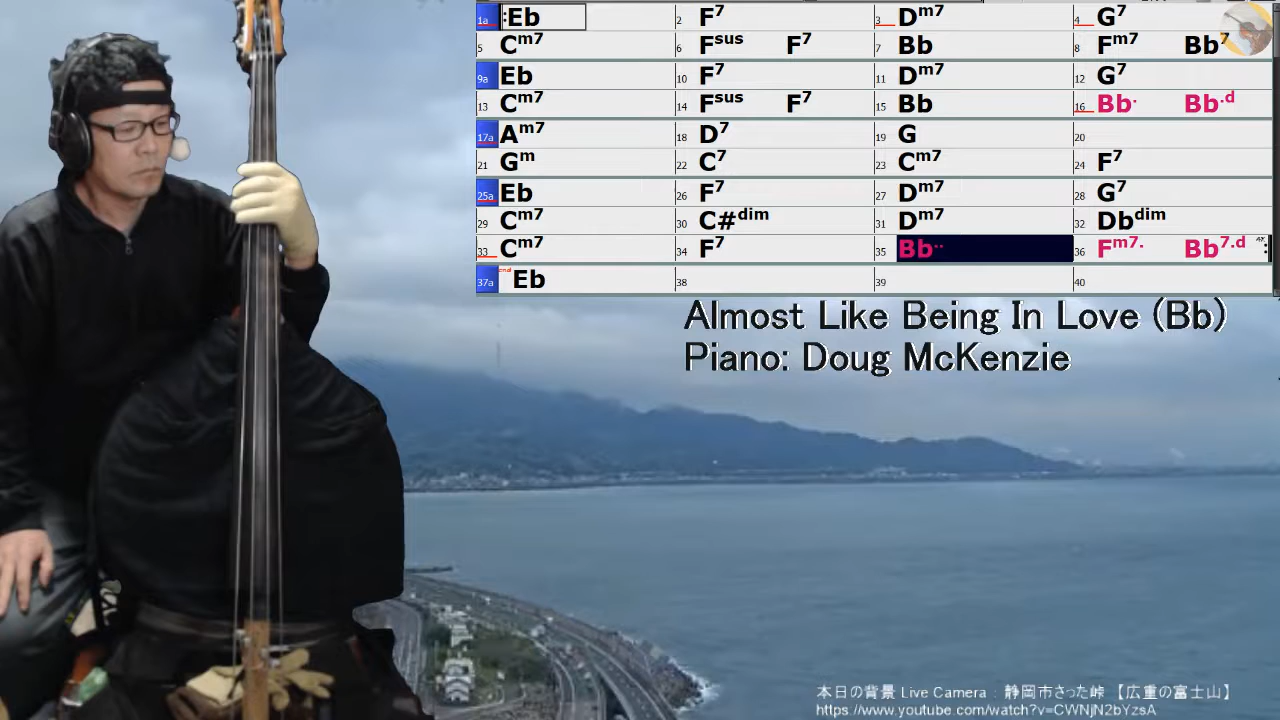 1a Eb 2 F7 3 Dm7 4 G7
5 Cm7 6 Fsus F7 7 Bb 8 Fm7 Bb7
9a Eb 10 F7 11 Dm7 12 G7
13 Cm7 14 Fsus F7 15 Bb 16 Bb. Bb.d
17a Am7 18 D7 19 G 20
21 Gm 22 C7 23 Cm7 24 F7
25a Eb 26 F7 27 Dm7 28 G7
29 Cm7 30 C#dim 31 Dm7 32 Dbdim
33 Cm7 34 F7 35 Bb.. 36 Fm7. Bb7.d
37a Eb 38 39 40
Almost Like Being In Love (Bb)
Piano: Doug McKenzie
本日の背景 Live Camera : 静岡市さった峠 【広重の富士山】
https://www.youtube.com/watch?v=CWNjN2bYzsA